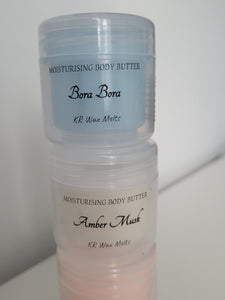 MOISTURISING BODY BUTTER
Bora Bora
KR Wax Melts
MOISTURISING BODY BUTTER
Amber Musk
KR Wax Melts